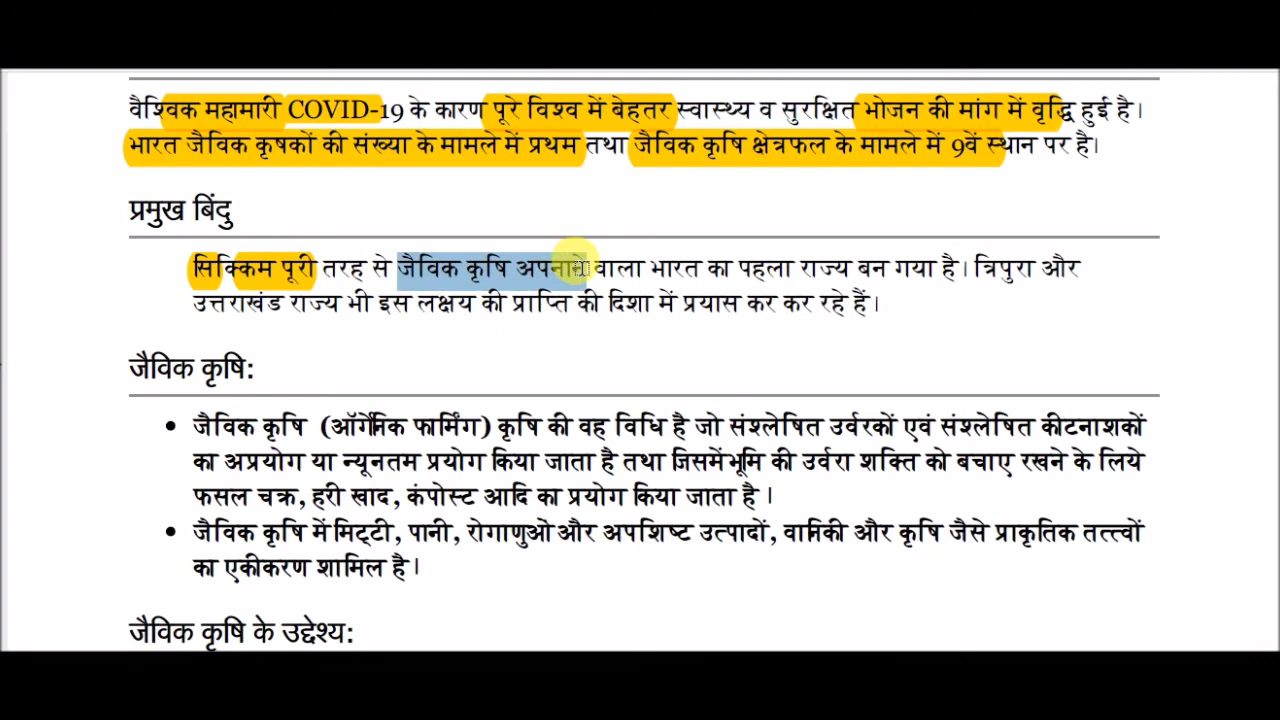 वैश्विक महामारी COVID-19 के कारण पूरे विश्व में बेहतर स्वास्थ्य व सुरक्षित भोजन की मांग में वृद्धि हुई है।
भारत जैविक कृषकों की संख्या के मामले में प्रथम तथा जैविक कृषि क्षेत्रफल के मामले में 9वें स्थान पर है।
प्रमुख बिंदु
सिक्किम पूरी तरह से जैविक कृषि अपनाने वाला भारत का पहला राज्य बन गया है। त्रिपुरा और
उत्तराखंड राज्य भी इस लक्षय की प्राप्ति की दिशा में प्रयास कर कर रहे हैं।
जैविक कृषि:
• जैविक कृषि (ऑर्गेनिक फार्मिंग) कृषि की वह विधि है जो संश्लेषित उर्वरकों एवं संश्लेषित कीटनाशकों
का अप्रयोग या न्यूनतम प्रयोग किया जाता है तथा जिसमें भूमि की उर्वरा शक्ति को बचाए रखने के लिये
फसल चक्र, हरी खाद, कंपोस्ट आदि का प्रयोग किया जाता है।
• जैविक कृषि में मिट्टी, पानी, रोगाणुओं और अपशिष्ट उत्पादों, वानिकी और कृषि जैसे प्राकृतिक तत्त्वों
का एकीकरण शामिल है।
जैविक कृषि के उद्देश्य: